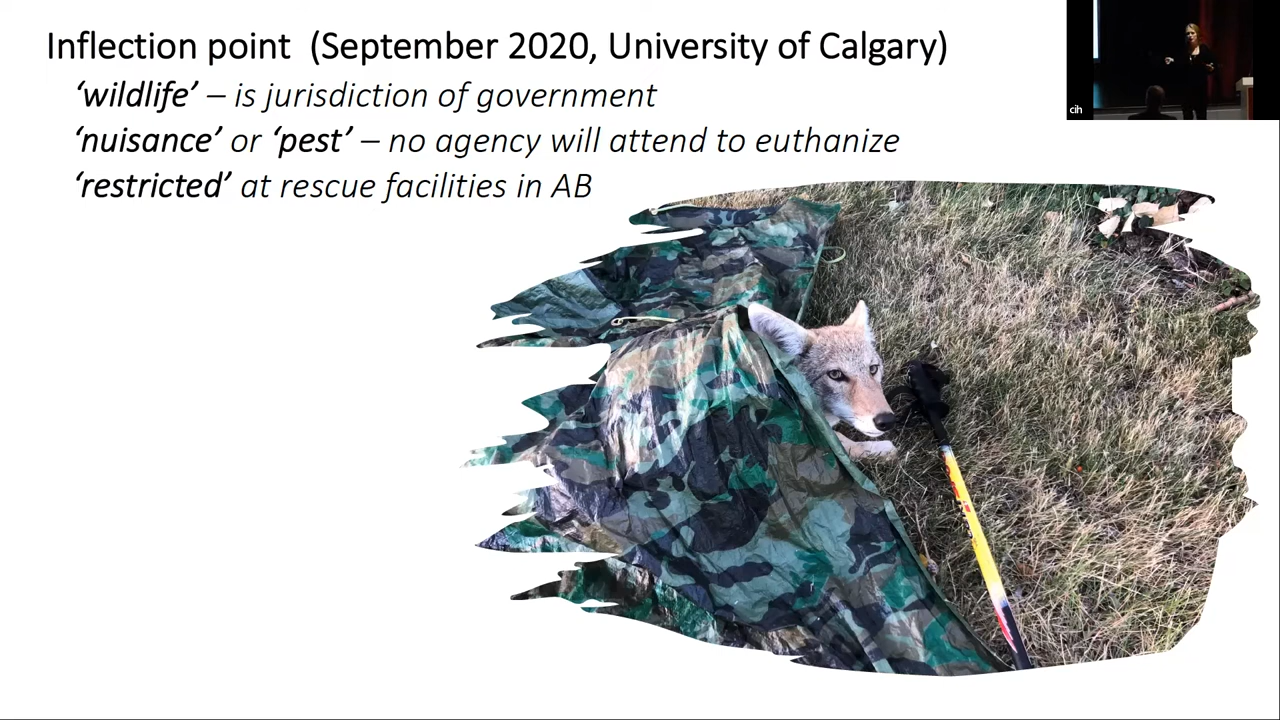 Inflection point (September 2020, University of Calgary)
‘wildlife’ – is jurisdiction of government
‘nuisance’ or ‘pest’ – no agency will attend to euthanize
‘restricted’ at rescue facilities in AB
cih